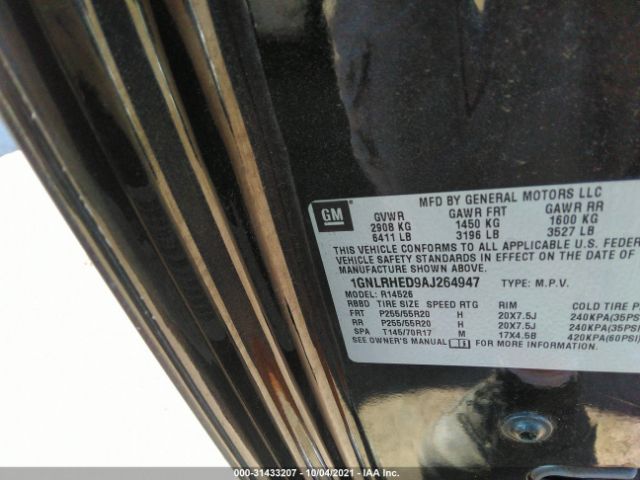 GM
MFD BY GENERAL MOTORS LLC
GVWR GAWR FRT GAWR RR
2908 KG 1450 KG 1600 KG
6411 LB 3196 LB 3527 LB
THIS VEHICLE CONFORMS TO ALL APPLICABLE U.S. FEDER
VEHICLE SAFETY STANDARDS IN EFFECT ON THE DATE OF
MANUFACTURE SHOWN ABOVE.
1GNLRHED9AJ264947 TYPE: M.P.V.
MODEL: R14526
RBBD TIRE SIZE SPEED RTG RIM COLD TIRE P
FRT P255/55R20 H 20X7.5J 240KPA(35PS
RR P255/55R20 H 20X7.5J 240KPA(35PS
SPA T145/70R17 M 17X4.5B 420KPA(60PSI
SEE OWNER'S MANUAL FOR MORE INFORMATION.
000-31433207 - 10/04/2021 - IAA Inc.